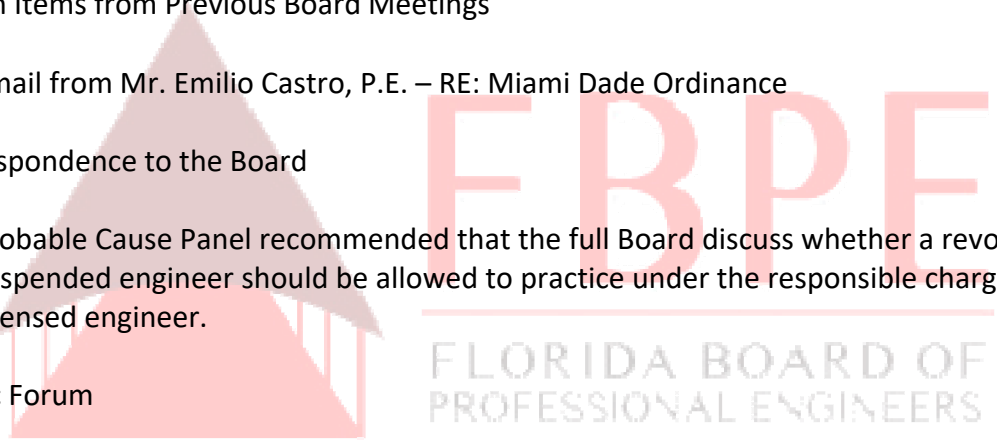 Items from Previous Board Meetings
mail from Mr. Emilio Castro, P.E. – RE: Miami Dade Ordinance
spondence to the Board
obable Cause Panel recommended that the full Board discuss whether a revo
spended engineer should be allowed to practice under the responsible charg
ensed engineer.
Forum
FBPE
FLORIDA BOARD OF
PROFESSIONAL ENGINEERS